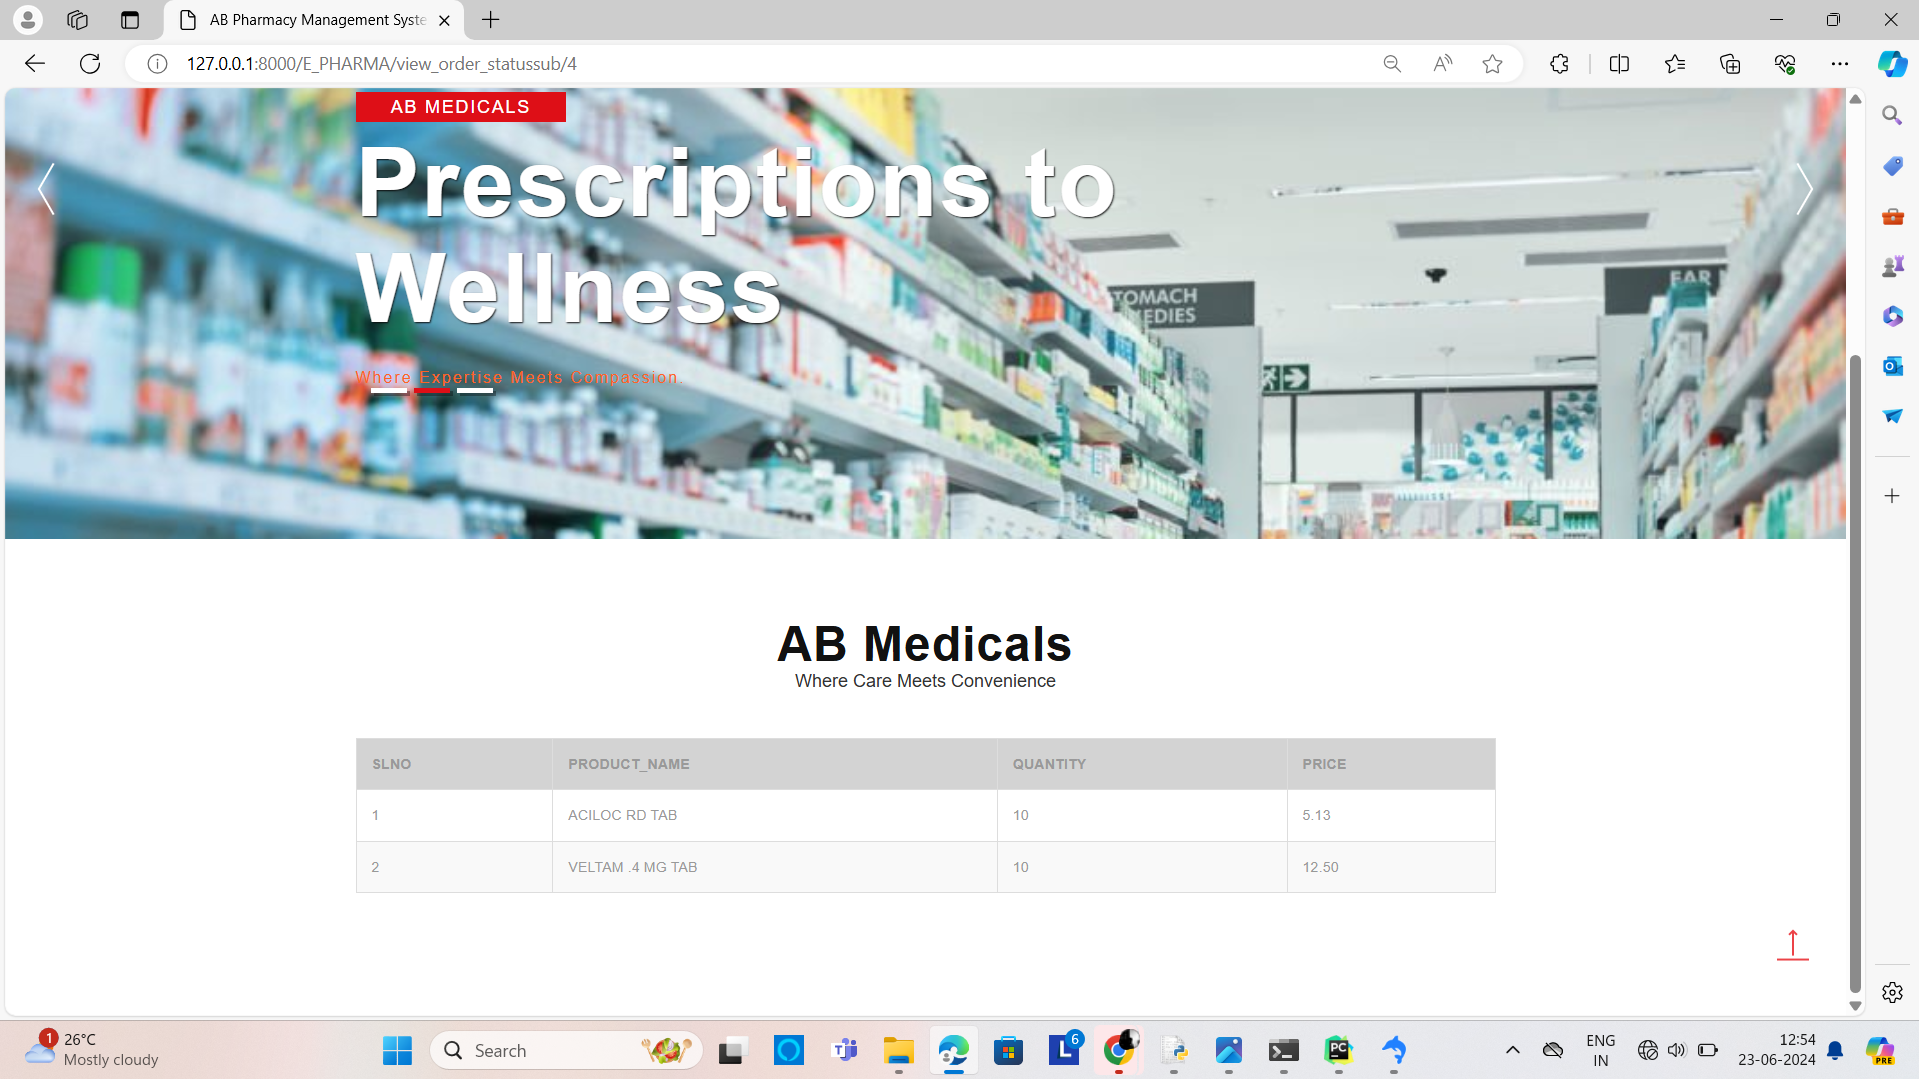 AB Pharmacy Management Syste
127.0.0.1:8000/E_PHARMA/view_order_statussub/4
AB MEDICALS
Prescriptions to
Wellness
Where Expertise Meets Compassion.
TOMACH
EDIES
EAR
AB Medicals
Where Care Meets Convenience
SLNO PRODUCT_NAME QUANTITY PRICE
1 ACILOC RD TAB 10 5.13
2 VELTAM .4 MG TAB 10 12.50
1 26°C
Mostly cloudy
Search
6
ENG
IN
12:54
23-06-2024
PRE